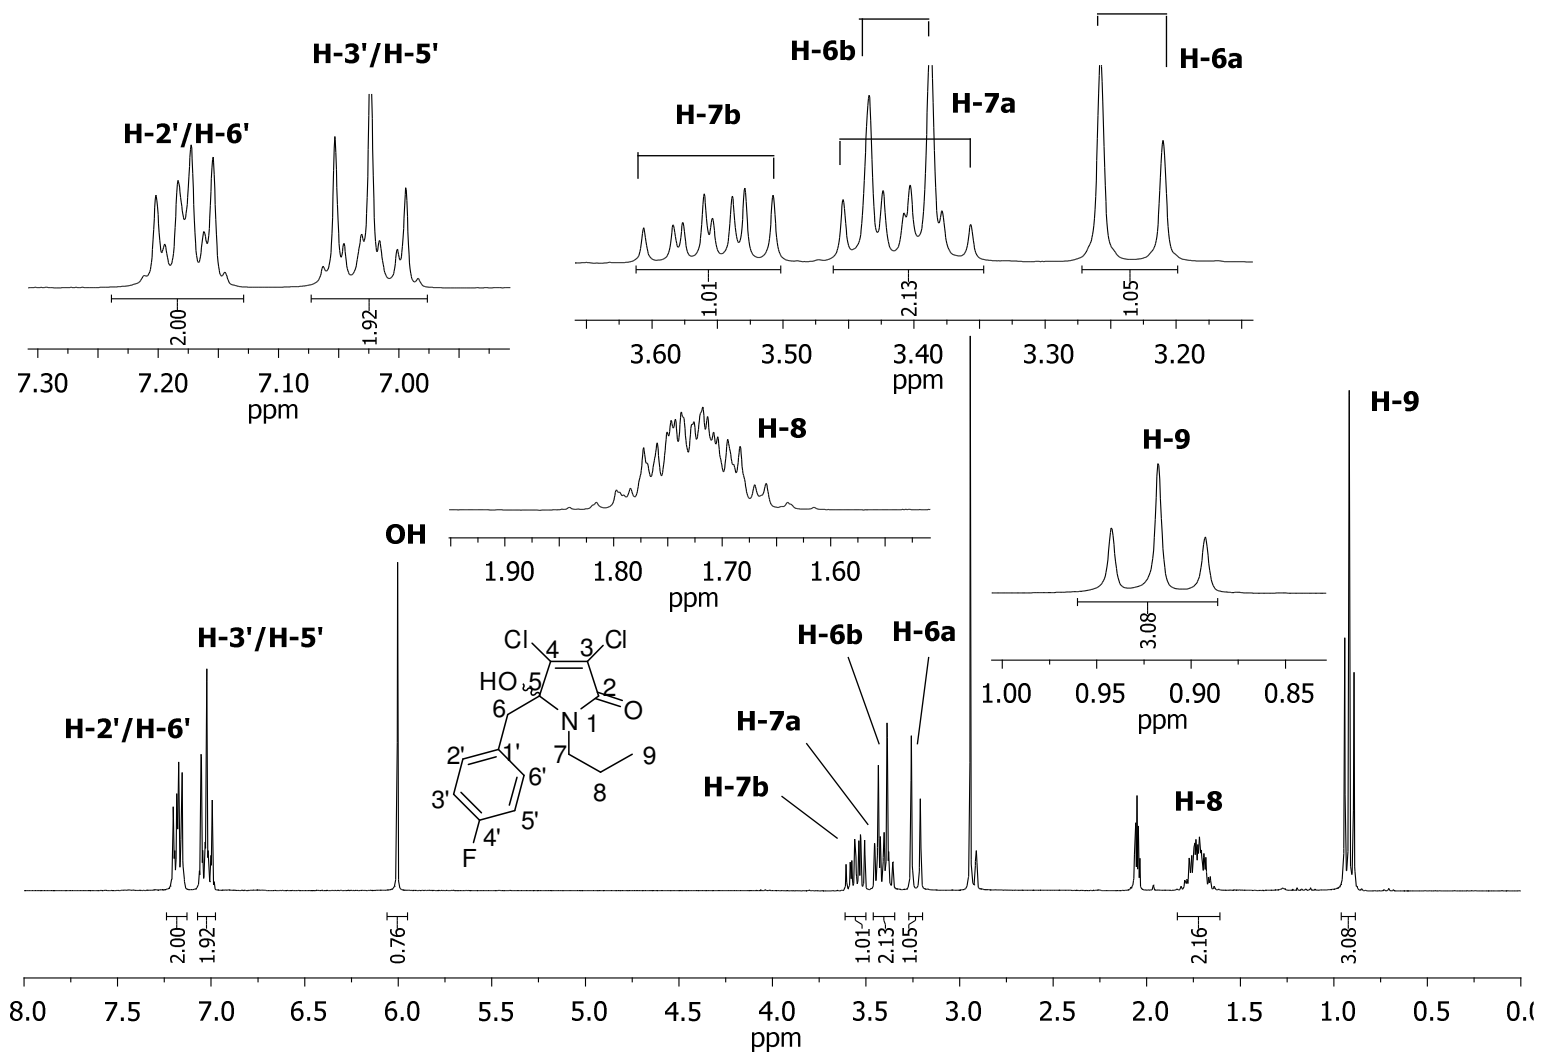 H-3'/H-5'
H-2'/H-6'
2.00
1.92
7.30 7.20 7.10 7.00
ppm
H-6b
H-6a
H-7b
H-7a
1.01
2.13
1.05
3.60 3.50 3.40 3.30 3.20
ppm
H-8
1.90 1.80 1.70 1.60
ppm
H-9
H-9
3.08
1.00 0.95 0.90 0.85
ppm
OH
H-3'/H-5'
H-2'/H-6'
Cl
4
3
Cl
HO
5
2
O
6
N
1
7
9
8
1'
2'
6'
3'
5'
4'
F
H-6b
H-6a
H-7a
H-7b
H-8
2.00
1.92
0.76
1.01
2.13
1.05
2.16
3.08
8.0 7.5 7.0 6.5 6.0 5.5 5.0 4.5 4.0 3.5 3.0 2.5 2.0 1.5 1.0 0.5 0.0
ppm